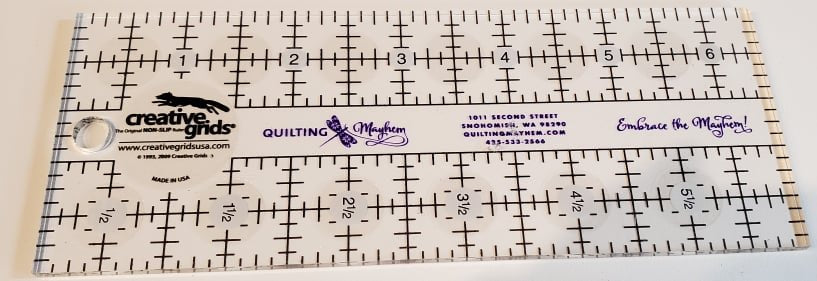 1 2 3 4 5 6
creative
grids®
The Original NON-SLIP Ruler
www.creativegridsusa.com
© 1993, 2009 Creative Grids
MADE IN USA
QUILTING Mayhem
1011 SECOND STREET
SNOHOMISH, WA 98290
QUILTINGMAYHEM.COM
425-533-2566
Embrace the Mayhem!
1/2 1 1/2 2 1/2 3 1/2 4 1/2 5 1/2